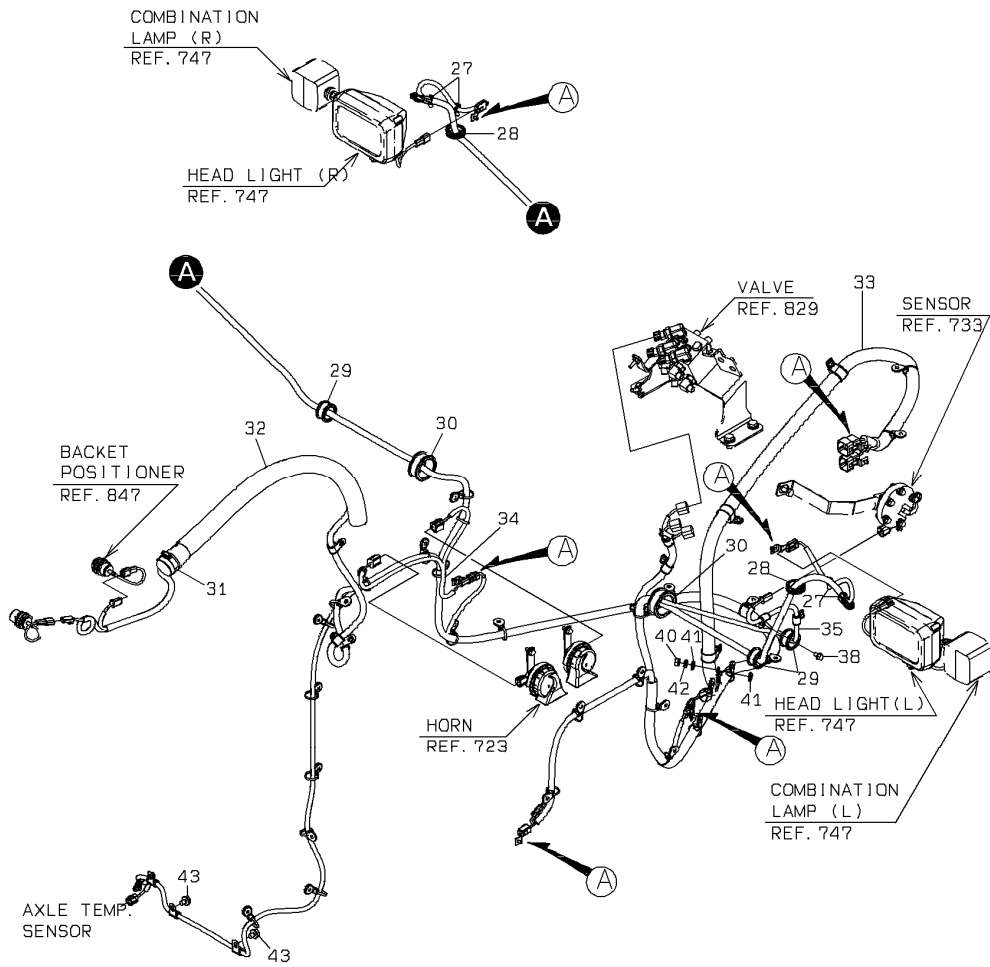 COMBINATION
LAMP (R)
REF. 747
27
A
28
HEAD LIGHT (R)
REF. 747
A
A
VALVE
REF. 829
33
SENSOR
REF. 733
29
A
32
30
BACKET
POSITIONER
REF. 847
A
34
A
30
28
31
27
35
40
41
38
42
29
41
HEAD LIGHT(L)
REF. 747
HORN
REF. 723
A
COMBINATION
LAMP (L)
REF. 747
A
43
AXLE TEMP.
SENSOR
43